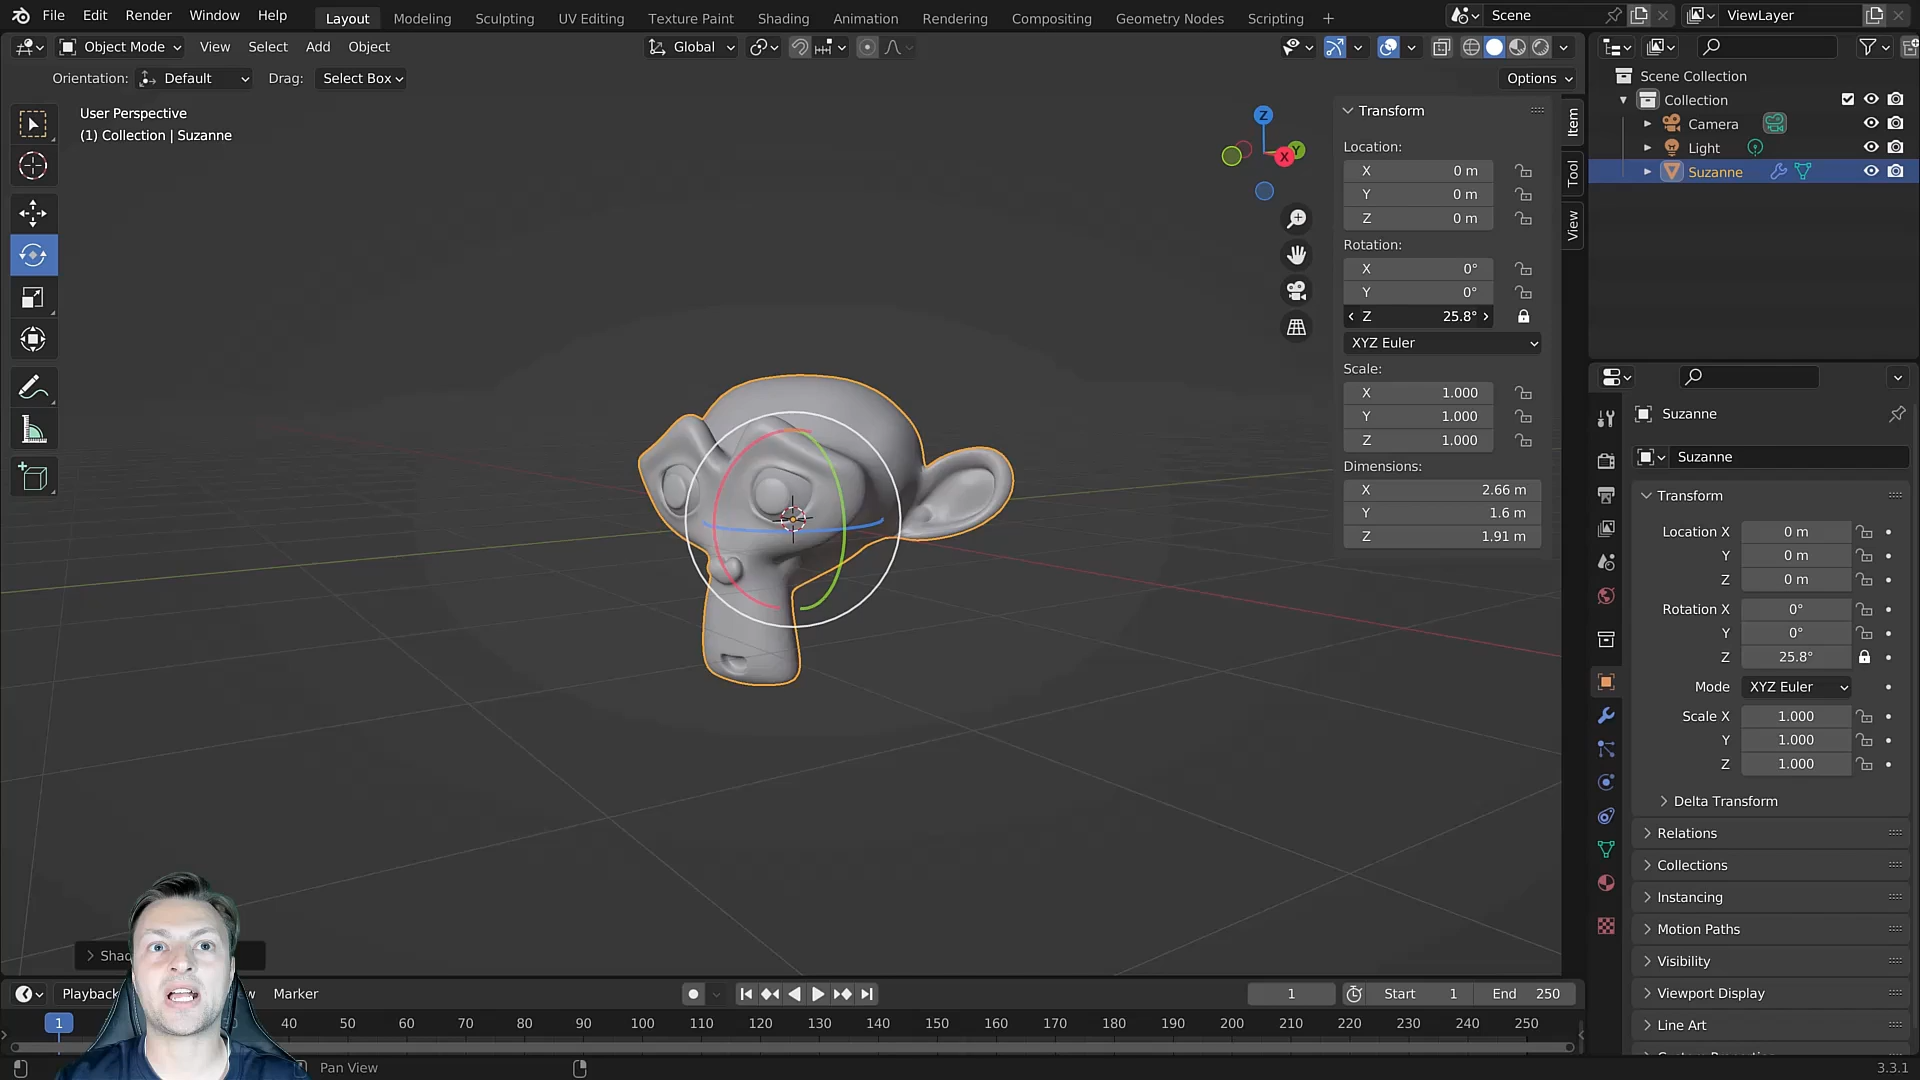 File Edit Render Window Help Layout Modeling Sculpting UV Editing Texture Paint Shading Animation Rendering Compositing Geometry Nodes Scripting + Scene ViewLayer
Object Mode View Select Add Object Global
Orientation: Default Drag: Select Box Options
User Perspective
(1) Collection | Suzanne
Z
Y
X
Transform
Location:
X 0 m
Y 0 m
Z 0 m
Rotation:
X 0°
Y 0°
Z 25.8°
XYZ Euler
Scale:
X 1.000
Y 1.000
Z 1.000
Dimensions:
X 2.66 m
Y 1.6 m
Z 1.91 m
Item
Tool
View
Scene Collection
Collection
Camera
Light
Suzanne
Suzanne
Suzanne
Transform
Location X 0 m
Y 0 m
Z 0 m
Rotation X 0°
Y 0°
Z 25.8°
Mode XYZ Euler
Scale X 1.000
Y 1.000
Z 1.000
Delta Transform
Relations
Collections
Instancing
Motion Paths
Visibility
Viewport Display
Line Art
Playback Marker 1 Start 1 End 250
1 40 50 60 70 80 90 100 110 120 130 140 150 160 170 180 190 200 210 220 230 240 250
Pan View
3.3.1